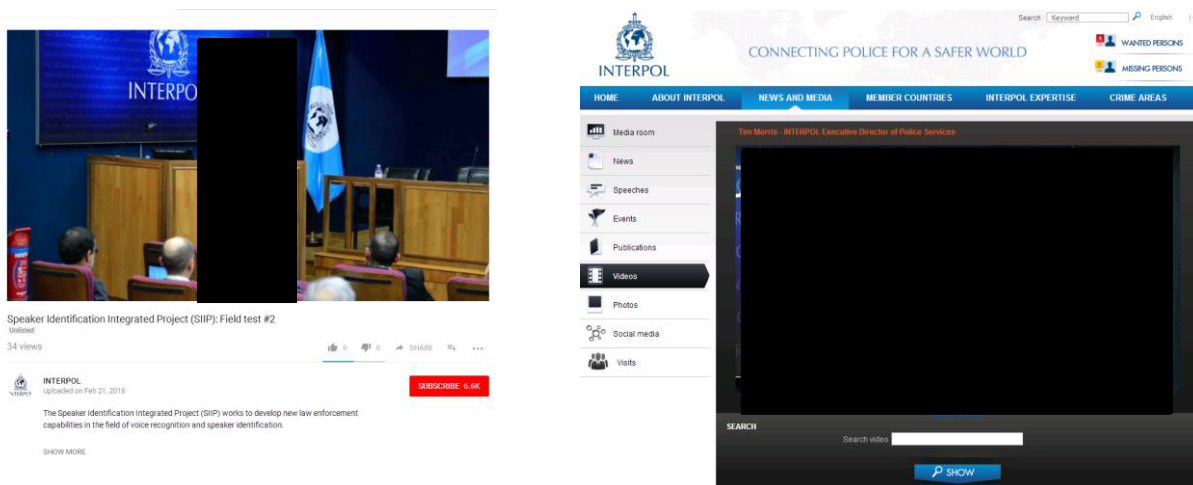 INTERPO
Speaker Identification Integrated Project (SIIP): Field test #2
Unlisted
34 views
0
0
SHARE
INTERPOL
Uploaded on Feb 21, 2018
SUBSCRIBE 6.6K
The Speaker Identification Integrated Project (SIIP) works to develop new law enforcement
capabilities in the field of voice recognition and speaker identification.
SHOW MORE
INTERPOL
CONNECTING POLICE FOR A SAFER WORLD
Search Keyword
English
WANTED PERSONS
MISSING PERSONS
HOME ABOUT INTERPOL NEWS AND MEDIA MEMBER COUNTRIES INTERPOL EXPERTISE CRIME AREAS
Media room
News
Speeches
Events
Publications
Videos
Photos
Social media
Visits
Tim Morris - INTERPOL Executive Director of Police Services
SEARCH
Search video
SHOW